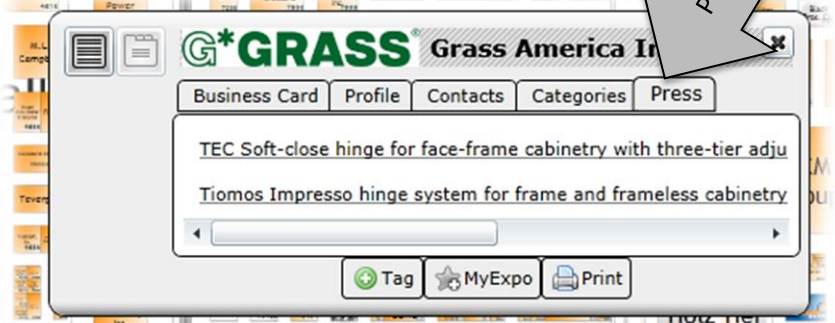 Power
G*GRASS® Grass America I
Business Card Profile Contacts Categories Press
TEC Soft-close hinge for face-frame cabinetry with three-tier adju
Tiomos Impresso hinge system for frame and frameless cabinetry
Tag MyExpo Print